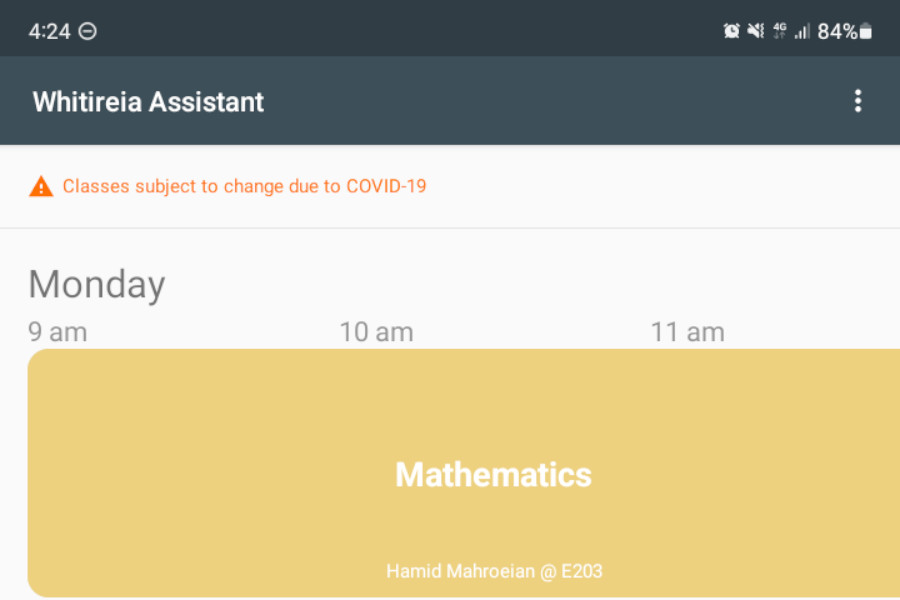 4:24 4G 84%
Whitireia Assistant
Classes subject to change due to COVID-19
Monday
9 am 10 am 11 am
Mathematics
Hamid Mahroeian @ E203